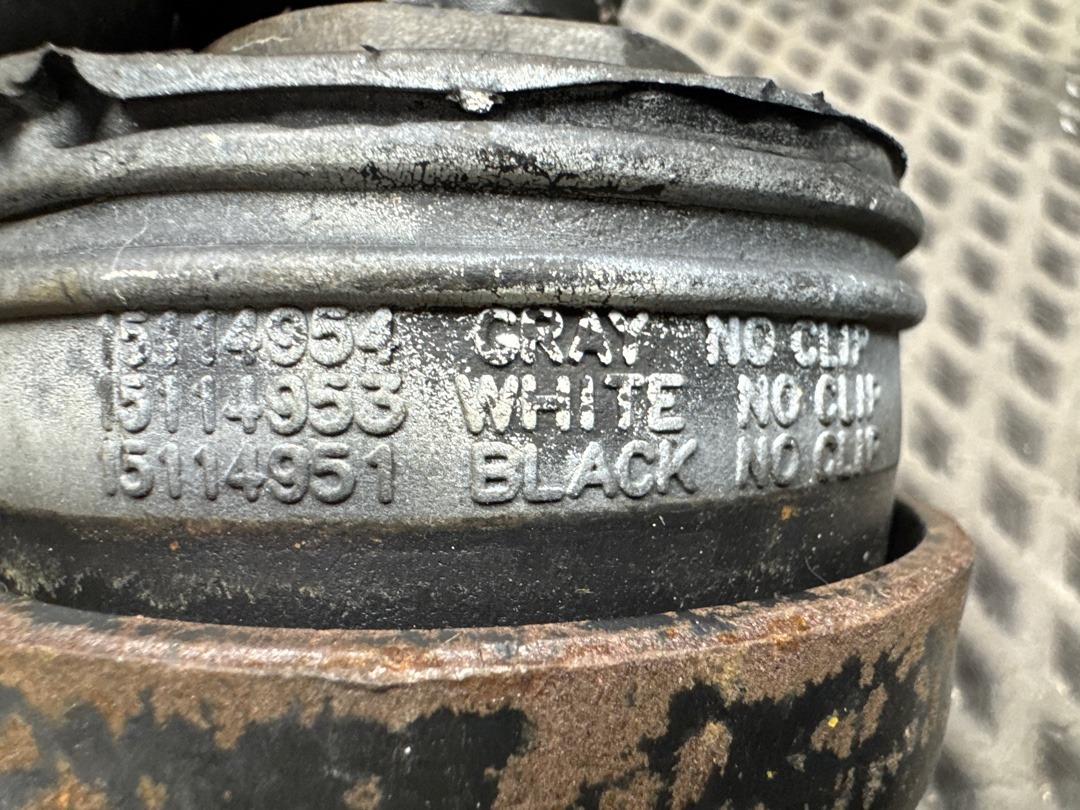 15114954 GRAY NO CLIP
15114953 WHITE NO CLIP
15114951 BLACK NO CLIP